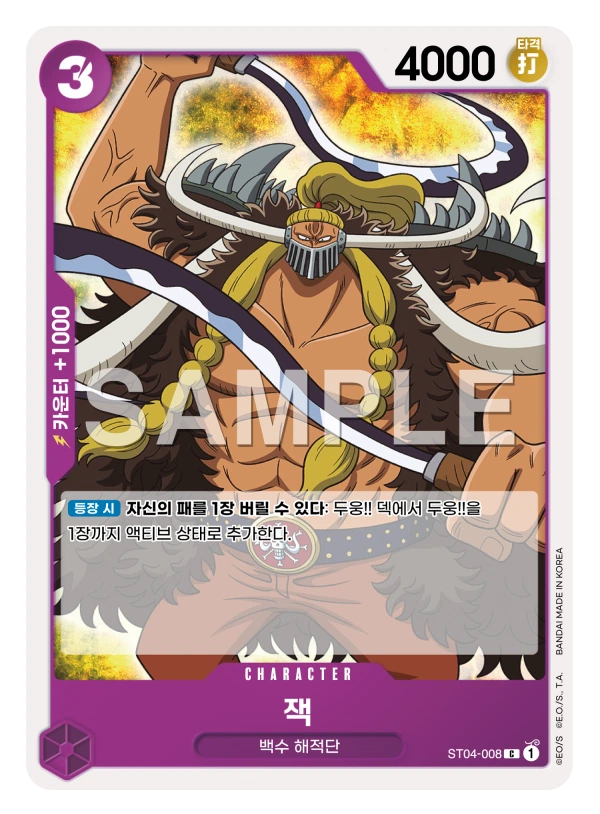 3
4000
타격
打
⚡카운터 +1000
SAMPLE
등장 시 자신의 패를 1장 버릴 수 있다: 두웅!! 덱에서 두웅!!을
1장까지 액티브 상태로 추가한다.
CHARACTER
잭
백수 해적단
ST04-008 C 1
©EO/S ©E.O./S., T.A. BANDAI MADE IN KOREA